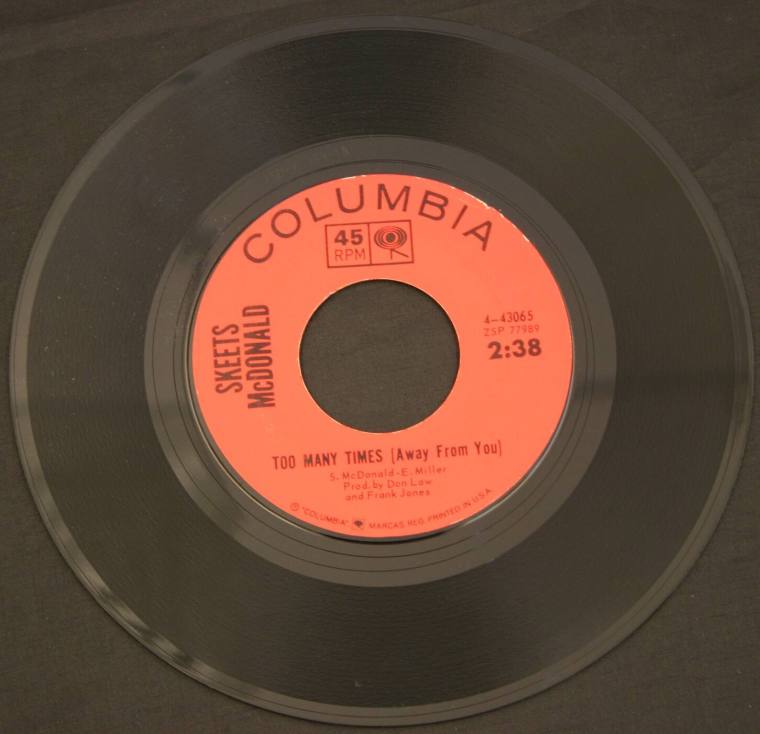 COLUMBIA
45
RPM
SKEETS
McDONALD
4-43065
ZSP 77989
2:38
TOO MANY TIMES (Away From You)
S. McDonald-E. Miller
Prod. by Don Law
and Frank Jones
"COLUMBIA" MARCAS REG. PRINTED IN U.S.A.